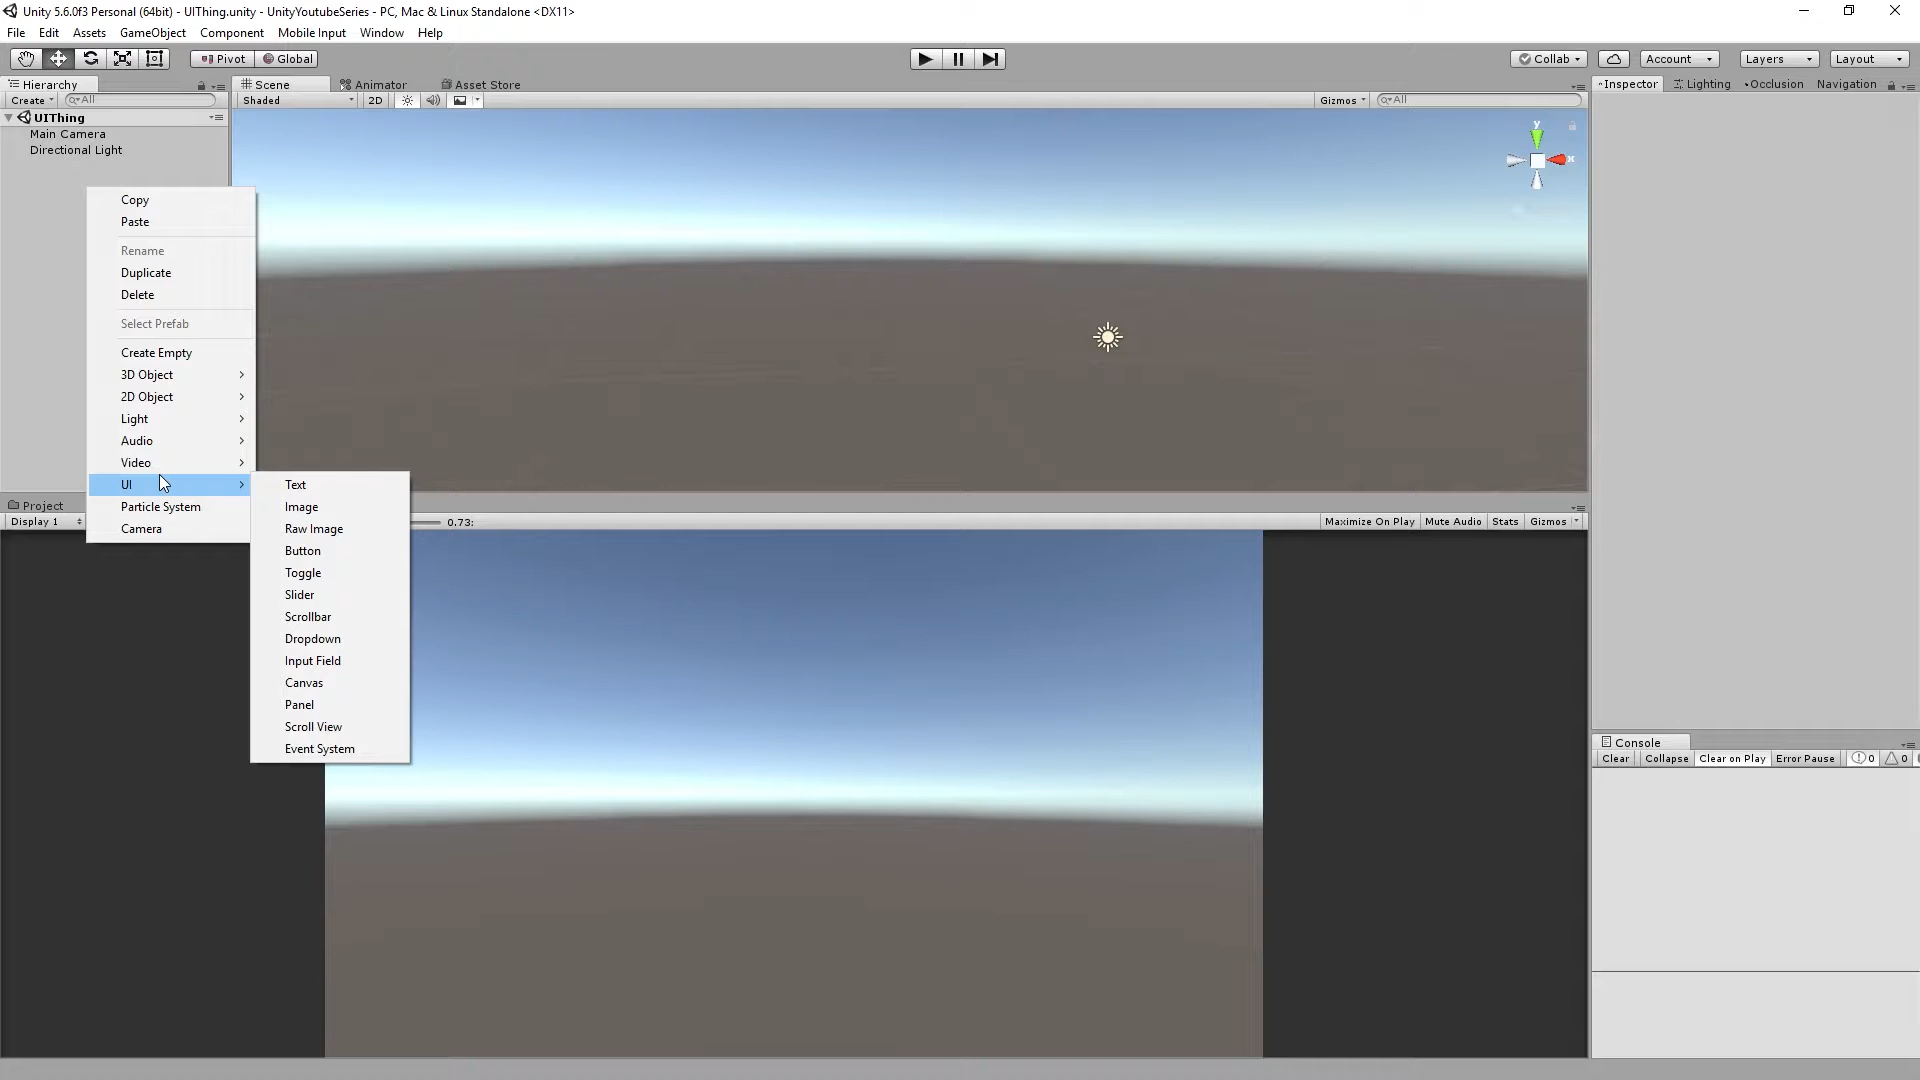 Unity 5.6.0f3 Personal (64bit) - UIThing.unity - UnityYoutubeSeries - PC, Mac & Linux Standalone <DX11>
File Edit Assets GameObject Component Mobile Input Window Help
Pivot Global Collab Account Layers Layout
Hierarchy Scene Animator Asset Store Inspector Lighting Occlusion Navigation
Create All Shaded 2D Gizmos All
UIThing
Main Camera
Directional Light
y
x
Copy
Paste
Rename
Duplicate
Delete
Select Prefab
Create Empty
3D Object
2D Object
Light
Audio
Video
UI
Particle System
Camera
Text
Image
Raw Image
Button
Toggle
Slider
Scrollbar
Dropdown
Input Field
Canvas
Panel
Scroll View
Event System
Project
Display 1 0.73: Maximize On Play Mute Audio Stats Gizmos
Console
Clear Collapse Clear on Play Error Pause 0 0